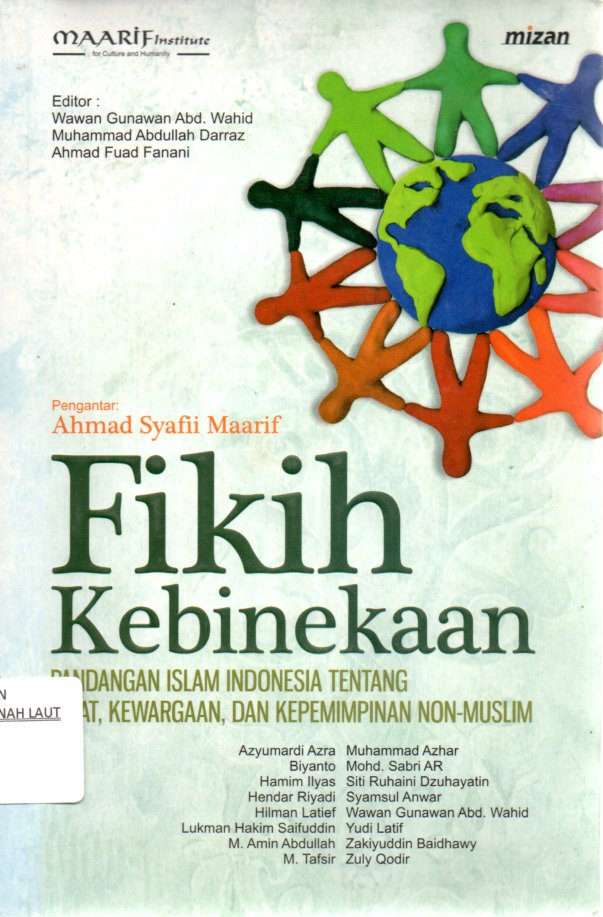 MAARIF Institute
for Culture and Humanity
mizan
Editor :
Wawan Gunawan Abd. Wahid
Muhammad Abdullah Darraz
Ahmad Fuad Fanani
Pengantar:
Ahmad Syafii Maarif
Fikih
Kebinekaan
PANDANGAN ISLAM INDONESIA TENTANG
KEWARGAAN, DAN KEPEMIMPINAN NON-MUSLIM
NAH LAUT
Azyumardi Azra Muhammad Azhar
Biyanto Mohd. Sabri AR
Hamim Ilyas Siti Ruhaini Dzuhayatin
Hendar Riyadi Syamsul Anwar
Hilman Latief Wawan Gunawan Abd. Wahid
Lukman Hakim Saifuddin Yudi Latif
M. Amin Abdullah Zakiyuddin Baidhawy
M. Tafsir Zuly Qodir